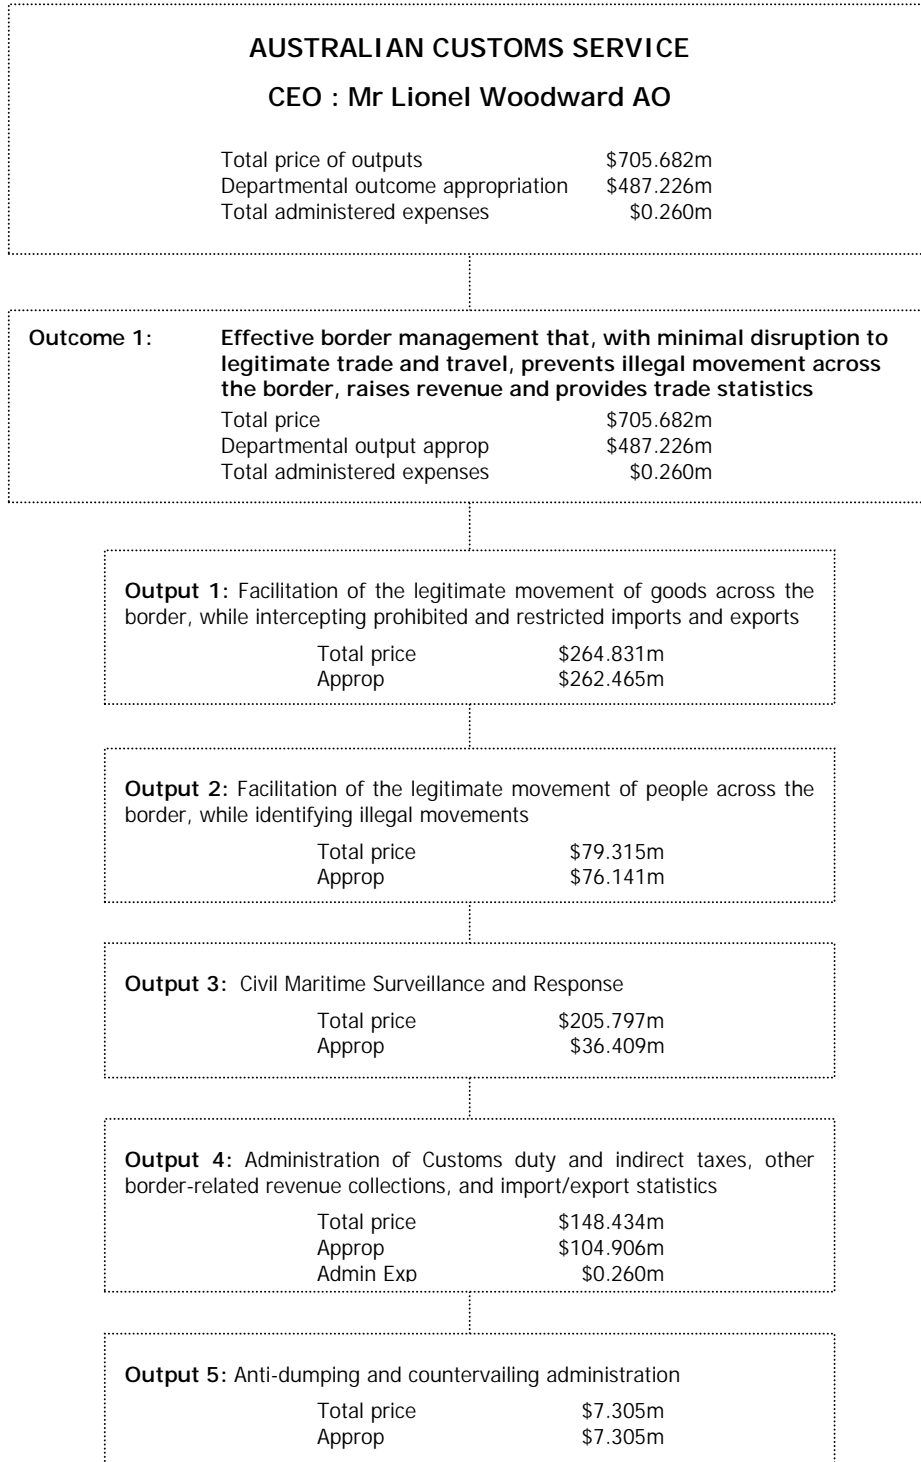 AUSTRALIAN CUSTOMS SERVICE
CEO : Mr Lionel Woodward AO
Total price of outputs $705.682m
Departmental outcome appropriation $487.226m
Total administered expenses $0.260m
Outcome 1: Effective border management that, with minimal disruption to
legitimate trade and travel, prevents illegal movement across
the border, raises revenue and provides trade statistics
Total price $705.682m
Departmental output approp $487.226m
Total administered expenses $0.260m
Output 1: Facilitation of the legitimate movement of goods across the
border, while intercepting prohibited and restricted imports and exports
Total price $264.831m
Approp $262.465m
Output 2: Facilitation of the legitimate movement of people across the
border, while identifying illegal movements
Total price $79.315m
Approp $76.141m
Output 3: Civil Maritime Surveillance and Response
Total price $205.797m
Approp $36.409m
Output 4: Administration of Customs duty and indirect taxes, other
border-related revenue collections, and import/export statistics
Total price $148.434m
Approp $104.906m
Admin Exp $0.260m
Output 5: Anti-dumping and countervailing administration
Total price $7.305m
Approp $7.305m